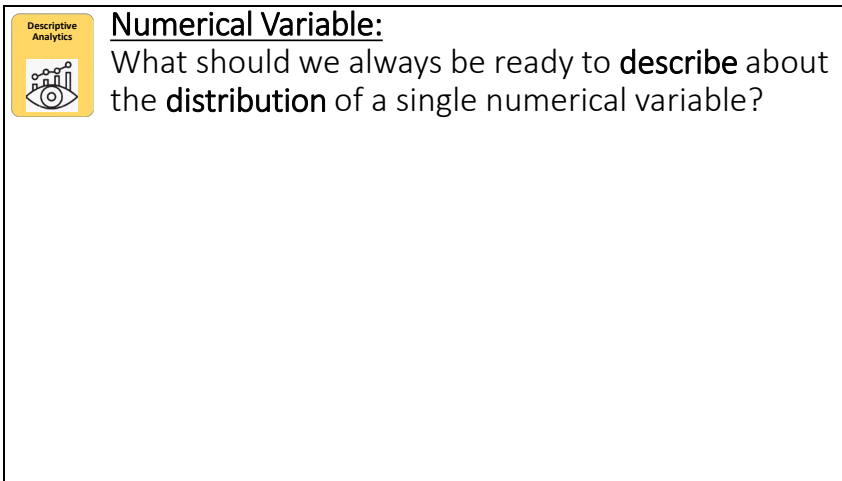 Descriptive
Analytics
Numerical Variable:
What should we always be ready to describe about
the distribution of a single numerical variable?